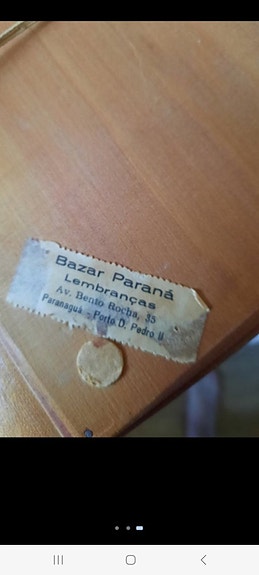 Bazar Paraná
Lembranças
Av. Bento Rocha, 35
Paranaguá - Porto D. Pedro II